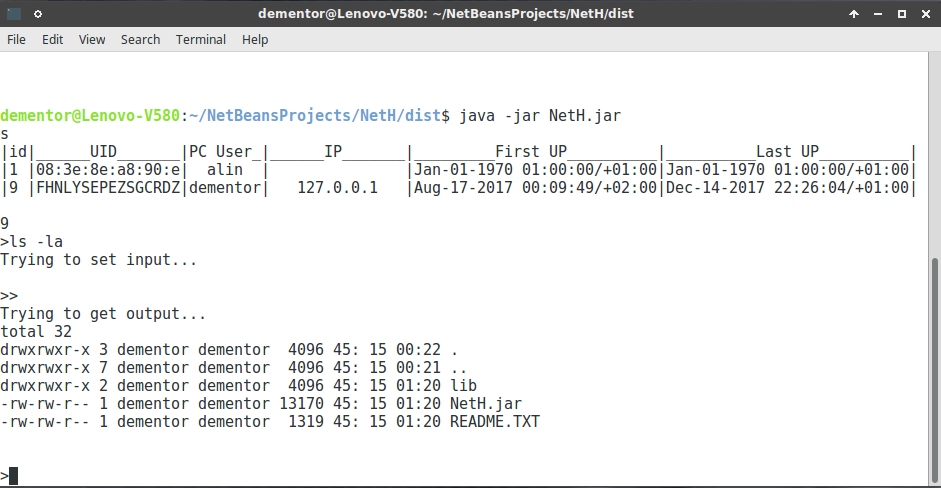 dementor@Lenovo-V580: ~/NetBeansProjects/NetH/dist
File Edit View Search Terminal Help
dementor@Lenovo-V580:~/NetBeansProjects/NetH/dist$ java -jar NetH.jar
s
|id|______UID_______|PC User_|______IP_______|_________First UP__________|__________Last UP__________|
|1 |08:3e:8e:a8:90:e|  alin  |               |Jan-01-1970 01:00:00/+01:00|Jan-01-1970 01:00:00/+01:00|
|9 |FHNLYSEPEZSGCRDZ|dementor|   127.0.0.1   |Aug-17-2017 00:09:49/+02:00|Dec-14-2017 22:26:04/+01:00|
9
>ls -la
Trying to set input...
>>
Trying to get output...
total 32
drwxrwxr-x 3 dementor dementor  4096 45: 15 00:22 .
drwxrwxr-x 7 dementor dementor  4096 45: 15 00:21 ..
drwxrwxr-x 2 dementor dementor  4096 45: 15 01:20 lib
-rw-rw-r-- 1 dementor dementor 13170 45: 15 01:20 NetH.jar
-rw-rw-r-- 1 dementor dementor  1319 45: 15 01:20 README.TXT
>